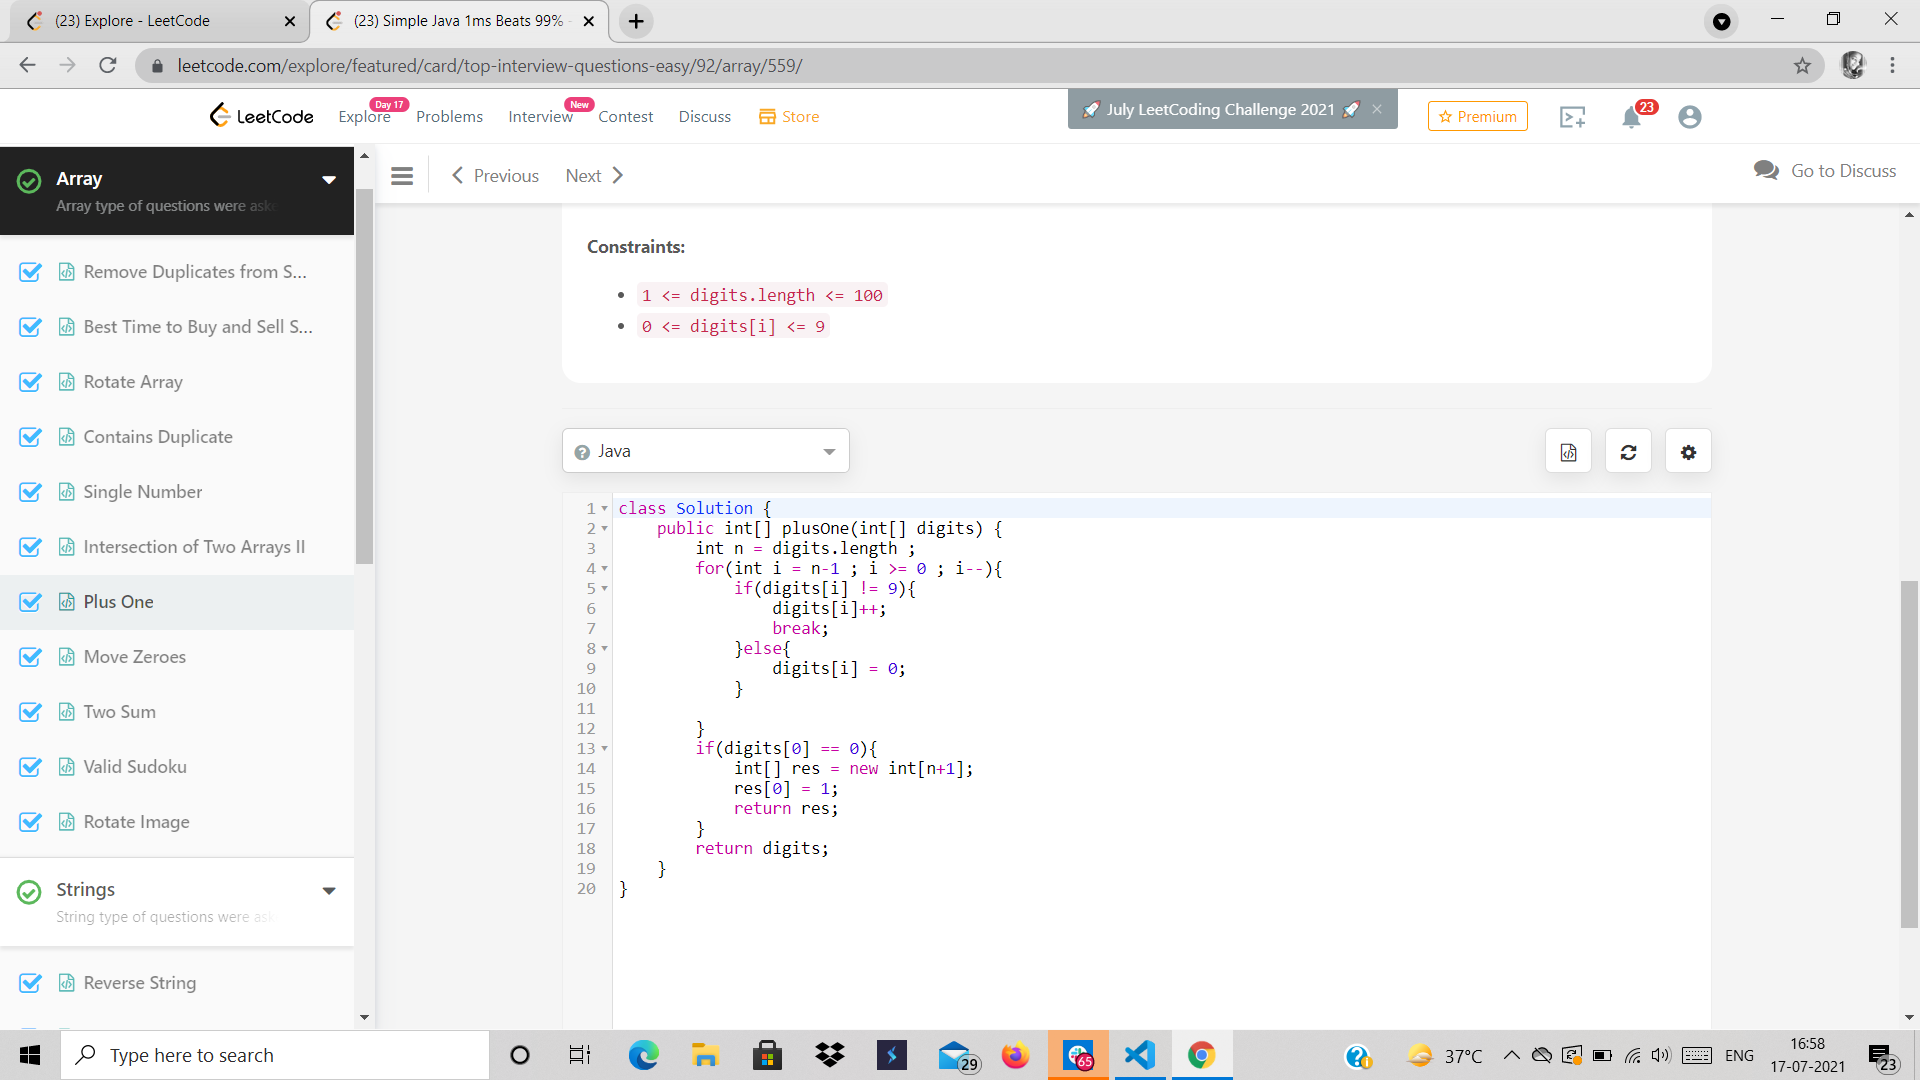 (23) Explore - LeetCode
(23) Simple Java 1ms Beats 99%
leetcode.com/explore/featured/card/top-interview-questions-easy/92/array/559/
LeetCode
Explore
Day 17
Problems
Interview
New
Contest
Discuss
Store
July LeetCoding Challenge 2021
Premium
23
Array
Array type of questions were aske
Previous
Next
Go to Discuss
Remove Duplicates from S...
Best Time to Buy and Sell S...
Rotate Array
Contains Duplicate
Single Number
Intersection of Two Arrays II
Plus One
Move Zeroes
Two Sum
Valid Sudoku
Rotate Image
Strings
String type of questions were ask
Reverse String
Constraints:
1 <= digits.length <= 100
0 <= digits[i] <= 9
Java
1 class Solution {
2     public int[] plusOne(int[] digits) {
3         int n = digits.length ;
4         for(int i = n-1 ; i >= 0 ; i--){
5             if(digits[i] != 9){
6                 digits[i]++;
7                 break;
8             }else{
9                 digits[i] = 0;
10             }
11
12         }
13         if(digits[0] == 0){
14             int[] res = new int[n+1];
15             res[0] = 1;
16             return res;
17         }
18         return digits;
19     }
20 }
Type here to search
29
65
37°C
ENG
16:58
17-07-2021
23